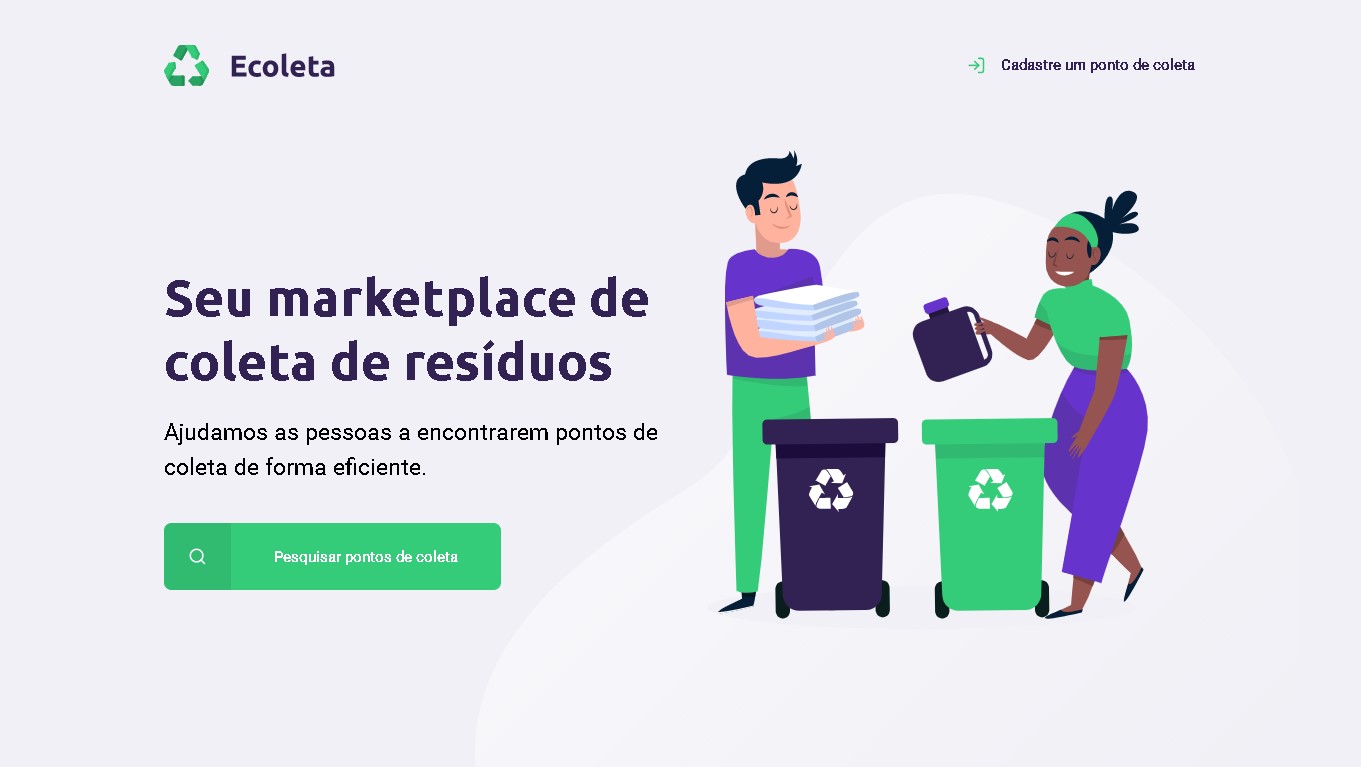 Ecoleta
Cadastre um ponto de coleta
Seu marketplace de
coleta de resíduos
Ajudamos as pessoas a encontrarem pontos de
coleta de forma eficiente.
Pesquisar pontos de coleta